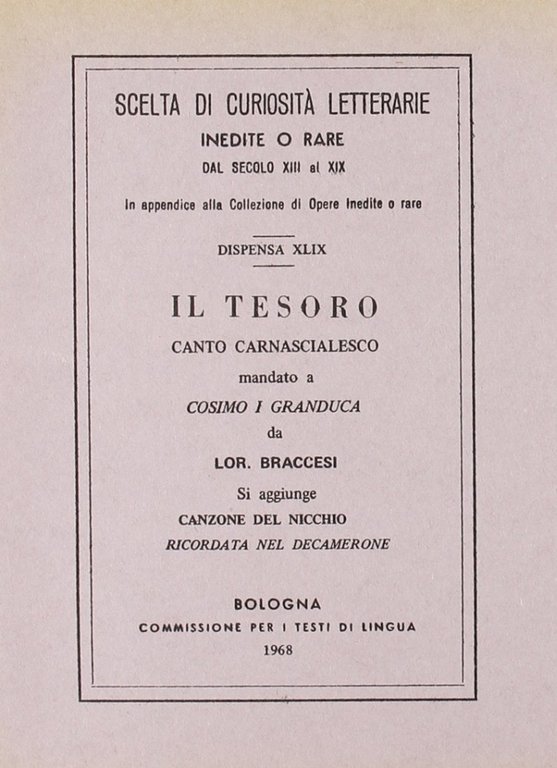 SCELTA DI CURIOSITÀ LETTERARIE
INEDITE O RARE
DAL SECOLO XIII al XIX
In appendice alla Collezione di Opere Inedite o rare
DISPENSA XLIX
IL TESORO
CANTO CARNASCIALESCO
mandato a
COSIMO I GRANDUCA
da
LOR. BRACCESI
Si aggiunge
CANZONE DEL NICCHIO
RICORDATA NEL DECAMERONE
BOLOGNA
COMMISSIONE PER I TESTI DI LINGUA
1968